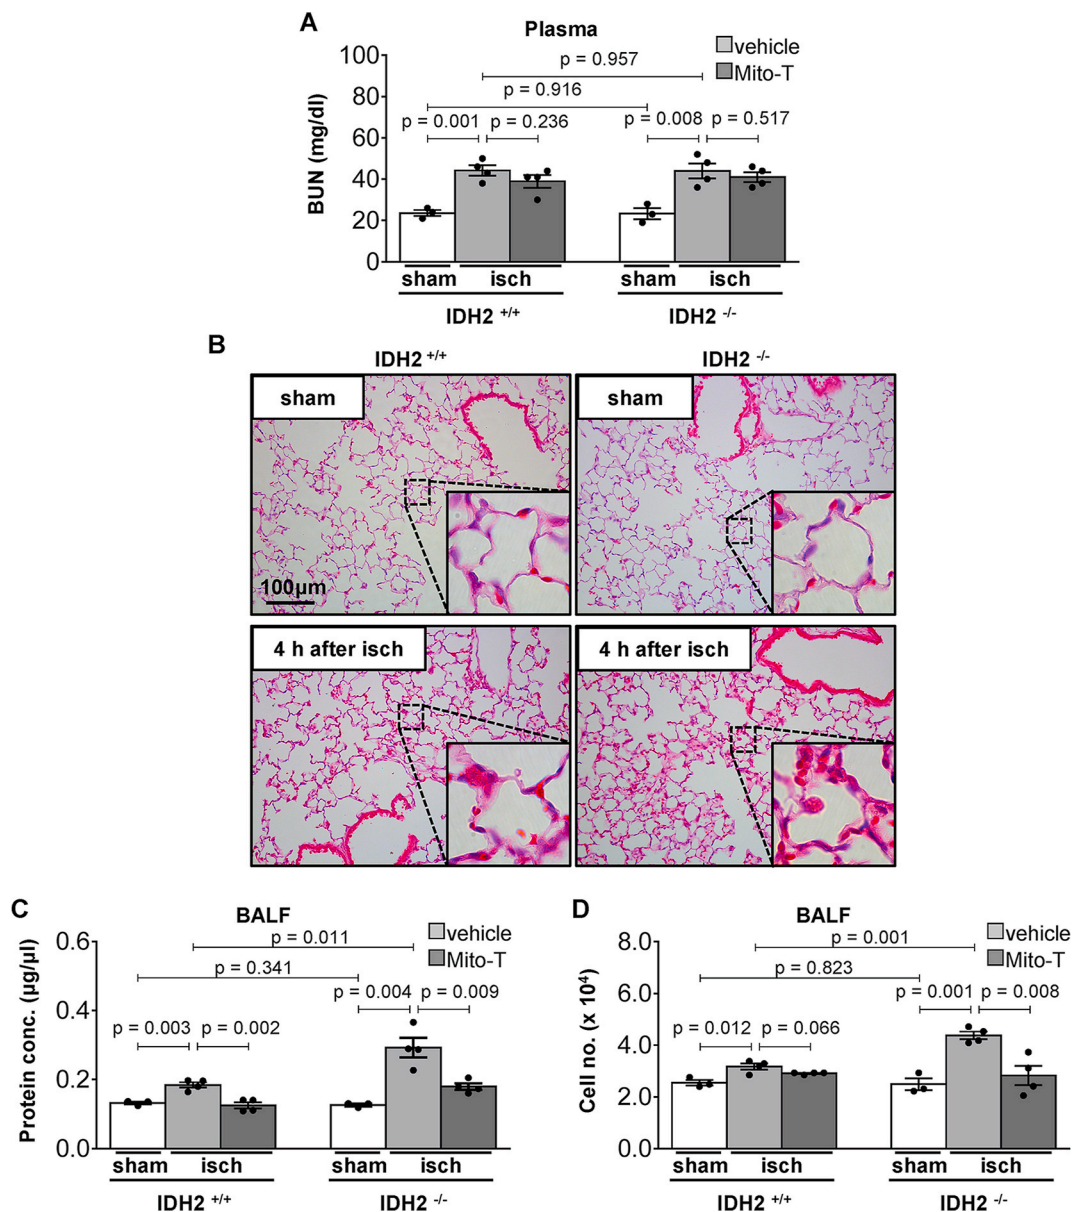 A
Plasma
vehicle
Mito-T
p = 0.957
p = 0.916
p = 0.001
p = 0.236
p = 0.008
p = 0.517
BUN (mg/dl)
100
80
60
40
20
0
sham
isch
sham
isch
IDH2 +/+
IDH2 -/-
B
IDH2 +/+
IDH2 -/-
sham
sham
100μm
4 h after isch
4 h after isch
C
BALF
vehicle
Mito-T
p = 0.011
p = 0.341
p = 0.004
p = 0.009
p = 0.003
p = 0.002
Protein conc. (μg/μl)
0.6
0.4
0.2
0.0
sham
isch
sham
isch
IDH2 +/+
IDH2 -/-
D
BALF
vehicle
Mito-T
p = 0.001
p = 0.823
p = 0.001
p = 0.008
p = 0.012
p = 0.066
Cell no. (x 10⁴)
8.0
6.0
4.0
2.0
0.0
sham
isch
sham
isch
IDH2 +/+
IDH2 -/-